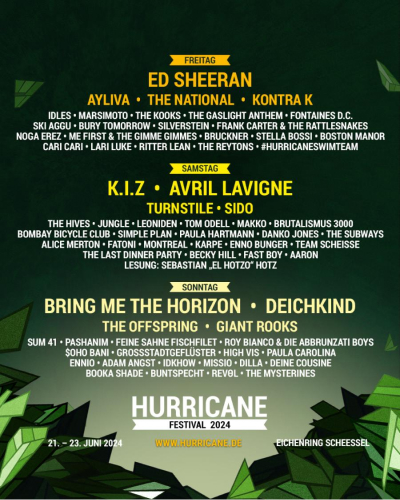 FREITAG
ED SHEERAN
AYLIVA • THE NATIONAL • KONTRA K
IDLES • MARSIMOTO • THE KOOKS • THE GASLIGHT ANTHEM • FONTAINES D.C.
SKI AGGU • BURY TOMORROW • SILVERSTEIN • FRANK CARTER & THE RATTLESNAKES
NOGA EREZ • ME FIRST & THE GIMME GIMMES • BRUCKNER • STELLA BOSSI • BOSTON MANOR
CARI CARI • LARI LUKE • RITTER LEAN • THE REYTONS • #HURRICANESWIMTEAM
SAMSTAG
K.I.Z • AVRIL LAVIGNE
TURNSTILE • SIDO
THE HIVES • JUNGLE • LEONIDEN • TOM ODELL • MAKKO • BRUTALISMUS 3000
BOMBAY BICYCLE CLUB • SIMPLE PLAN • PAULA HARTMANN • DANKO JONES • THE SUBWAYS
ALICE MERTON • FATONI • MONTREAL • KARPE • ENNO BUNGER • TEAM SCHEISSE
THE LAST DINNER PARTY • BECKY HILL • FAST BOY • AARON
LESUNG: SEBASTIAN „EL HOTZO" HOTZ
SONNTAG
BRING ME THE HORIZON • DEICHKIND
THE OFFSPRING • GIANT ROOKS
SUM 41 • PASHANIM • FEINE SAHNE FISCHFILET • ROY BIANCO & DIE ABBRUNZATI BOYS
$OHO BANI • GROSSSTADTGEFLÜSTER • HIGH VIS • PAULA CAROLINA
ENNIO • ADAM ANGST • IDKHOW • MISSIO • DILLA • DEINE COUSINE
BOOKA SHADE • BUNTSPECHT • REVØL • THE MYSTERINES
HURRICANE
FESTIVAL 2024
21. – 23. JUNI 2024 WWW.HURRICANE.DE EICHENRING SCHEESSEL